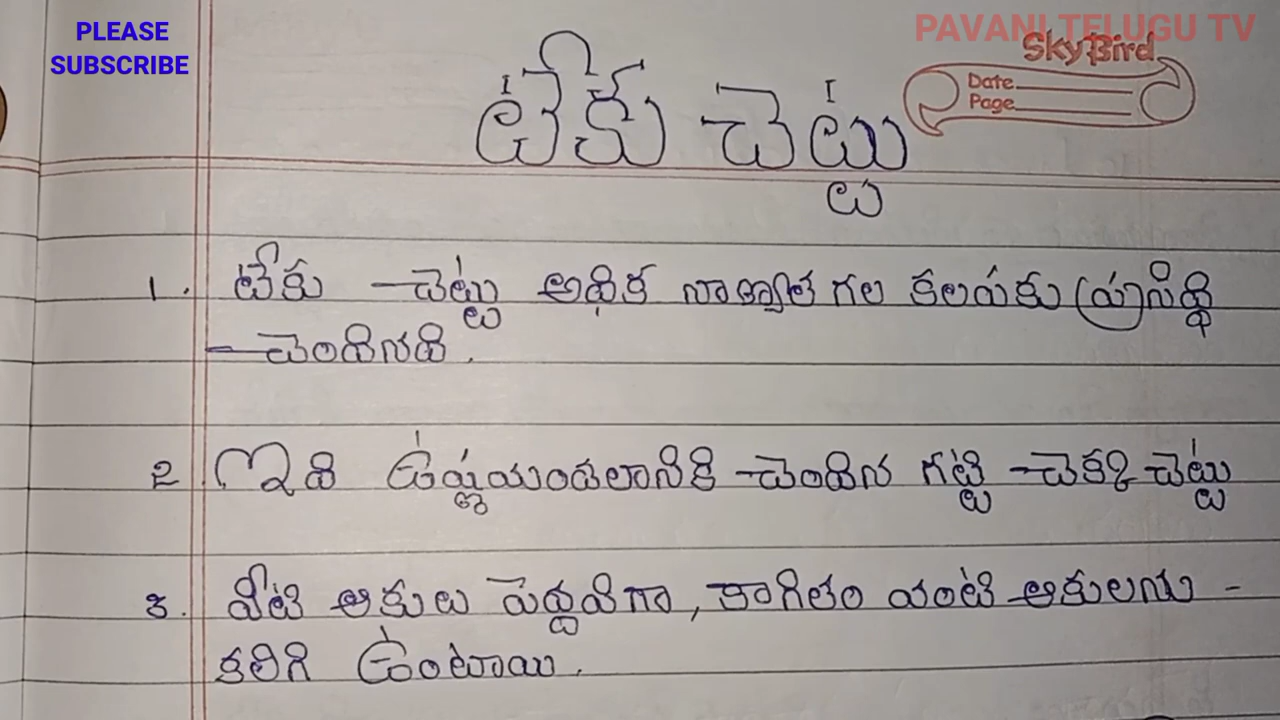 PLEASE
SUBSCRIBE
PAVANI TELUGU TV
SkyBird
Date
Page
టేకు చెట్టు
1. టేకు చెట్టు అధిక నాణ్యత గల కలపకు ప్రసిద్ధి
చెందినది.
2 ఇది ఉష్ణమండలానికి చెందిన గట్టి చెక్క చెట్టు
3. వీటి ఆకులు పెద్దవిగా, కాగితం వంటి ఆకులను -
కలిగి ఉంటాయి.